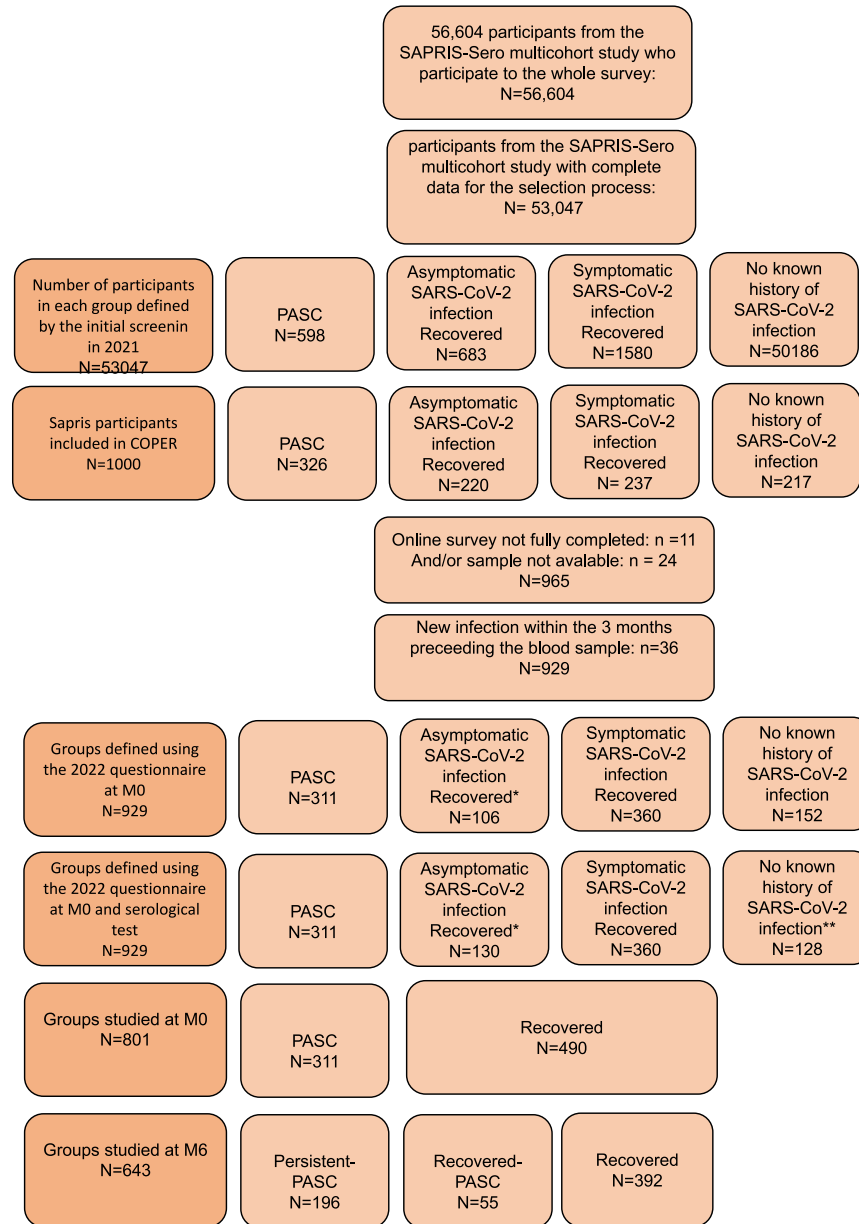 56,604 participants from the
SAPRIS-Sero multicohort study who
participate to the whole survey:
N=56,604
participants from the SAPRIS-Sero
multicohort study with complete
data for the selection process:
N= 53,047
Number of participants
in each group defined
by the initial screenin
in 2021
N=53047
PASC
N=598
Asymptomatic
SARS-CoV-2
infection
Recovered
N=683
Symptomatic
SARS-CoV-2
infection
Recovered
N=1580
No known
history of
SARS-CoV-2
infection
N=50186
Sapris participants
included in COPER
N=1000
PASC
N=326
Asymptomatic
SARS-CoV-2
infection
Recovered
N=220
Symptomatic
SARS-CoV-2
infection
Recovered
N= 237
No known
history of
SARS-CoV-2
infection
N=217
Online survey not fully completed: n =11
And/or sample not avalable: n = 24
N=965
New infection within the 3 months
preceeding the blood sample: n=36
N=929
Groups defined using
the 2022 questionnaire
at M0
N=929
PASC
N=311
Asymptomatic
SARS-CoV-2
infection
Recovered*
N=106
Symptomatic
SARS-CoV-2
infection
Recovered
N=360
No known
history of
SARS-CoV-2
infection
N=152
Groups defined using
the 2022 questionnaire
at M0 and serological
test
N=929
PASC
N=311
Asymptomatic
SARS-CoV-2
infection
Recovered*
N=130
Symptomatic
SARS-CoV-2
infection
Recovered
N=360
No known
history of
SARS-CoV-2
infection**
N=128
Groups studied at M0
N=801
PASC
N=311
Recovered
N=490
Groups studied at M6
N=643
Persistent-
PASC
N=196
Recovered-
PASC
N=55
Recovered
N=392